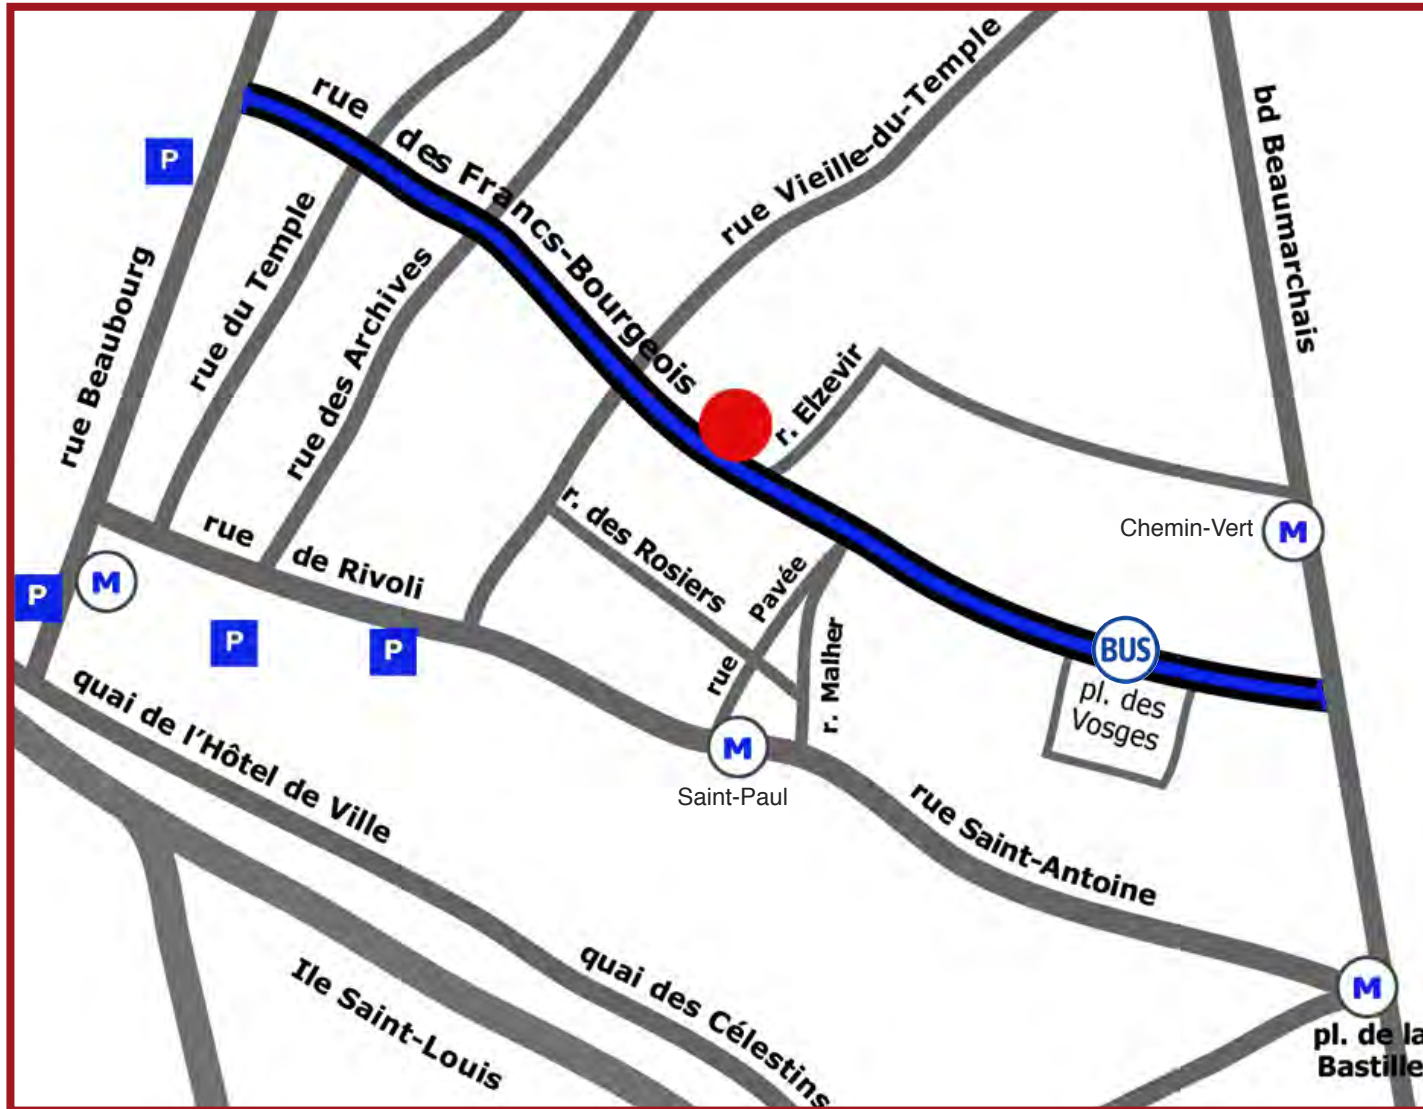 rue des Francs-Bourgeois
rue Vieille-du-Temple
bd Beaumarchais
P
rue Beaubourg
rue du Temple
rue des Archives
r. Elzevir
r. des Rosiers
rue Pavée
r. Malher
Chemin-Vert
M
rue de Rivoli
P
M
P
P
BUS
pl. des
Vosges
M
Saint-Paul
quai de l'Hôtel de Ville
rue Saint-Antoine
Ile Saint-Louis
quai des Célestins
M
pl. de la
Bastille